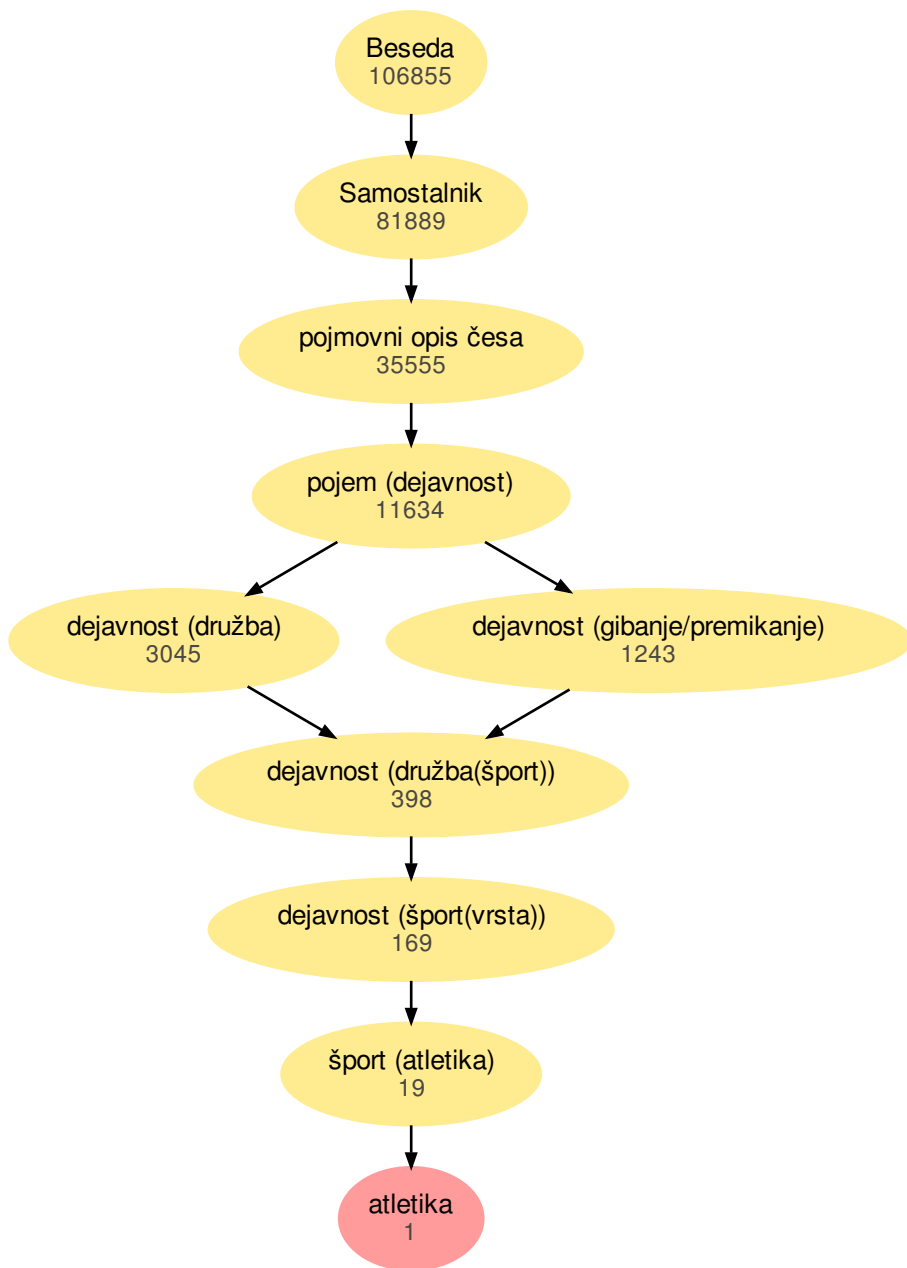 Beseda
106855
Samostalnik
81889
pojmovni opis česa
35555
pojem (dejavnost)
11634
dejavnost (družba)
3045
dejavnost (gibanje/premikanje)
1243
dejavnost (družba(šport))
398
dejavnost (šport(vrsta))
169
šport (atletika)
19
atletika
1